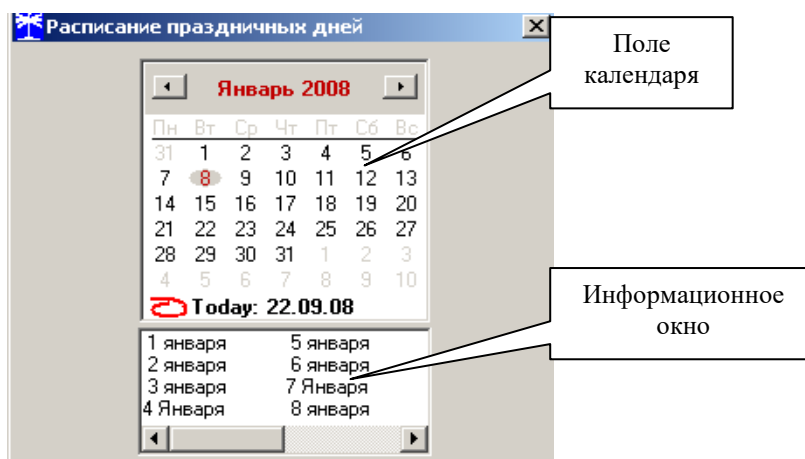 Расписание праздничных дней
Поле
календаря
Январь 2008
Пн Вт Ср Чт Пт Сб Вс
31 1 2 3 4 5 6
7 8 9 10 11 12 13
14 15 16 17 18 19 20
21 22 23 24 25 26 27
28 29 30 31 1 2 3
4 5 6 7 8 9 10
Today: 22.09.08
Информационное
окно
1 января 5 января
2 января 6 января
3 января 7 Января
4 Января 8 января